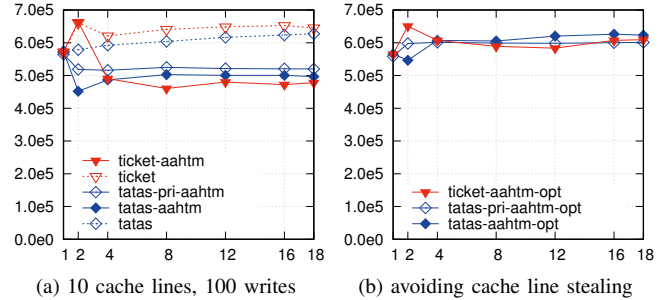 7.0e5
6.0e5
5.0e5
4.0e5
3.0e5
2.0e5
1.0e5
0.0e0
ticket-aahtm
ticket
tatas-pri-aahtm
tatas-aahtm
tatas
1 2 4 8 12 16 18
(a) 10 cache lines, 100 writes
7.0e5
6.0e5
5.0e5
4.0e5
3.0e5
2.0e5
1.0e5
0.0e0
ticket-aahtm-opt
tatas-pri-aahtm-opt
tatas-aahtm-opt
1 2 4 8 12 16 18
(b) avoiding cache line stealing